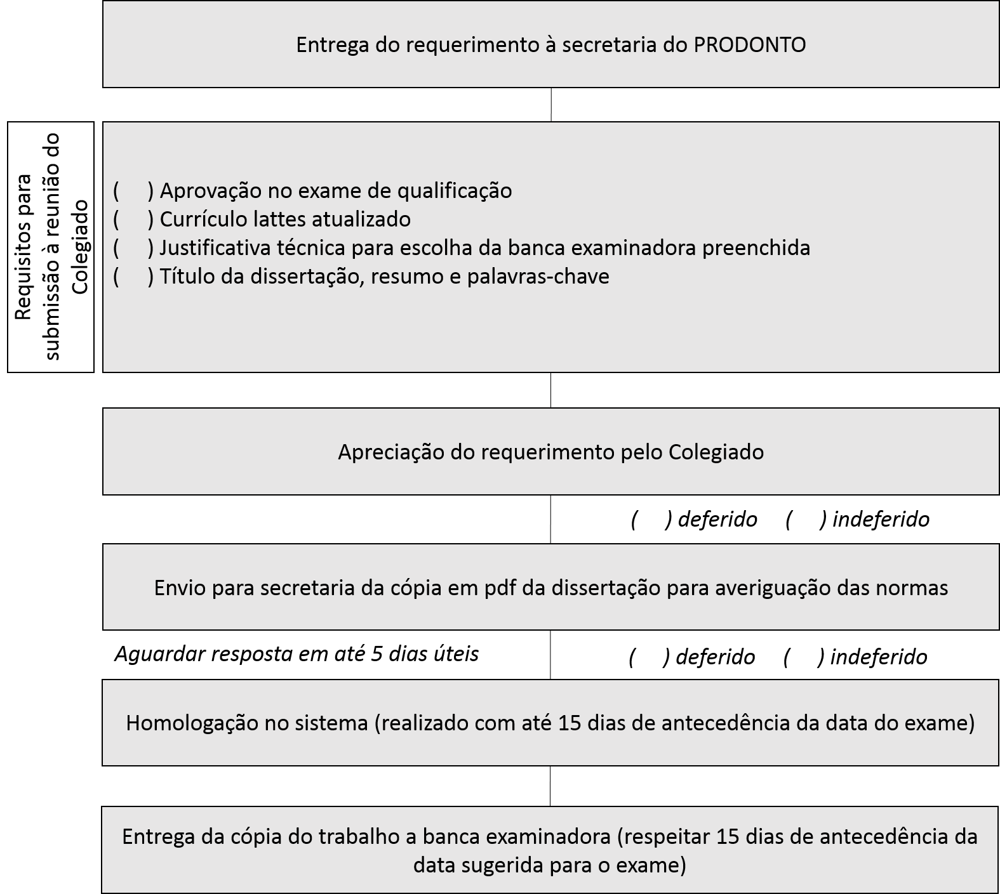 Entrega do requerimento à secretaria do PRODONTO
Requisitos para
submissão à reunião do
Colegiado
(     ) Aprovação no exame de qualificação
(     ) Currículo lattes atualizado
(     ) Justificativa técnica para escolha da banca examinadora preenchida
(     ) Título da dissertação, resumo e palavras-chave
Apreciação do requerimento pelo Colegiado
(     ) deferido     (     ) indeferido
Envio para secretaria da cópia em pdf da dissertação para averiguação das normas
Aguardar resposta em até 5 dias úteis
(     ) deferido     (     ) indeferido
Homologação no sistema (realizado com até 15 dias de antecedência da data do exame)
Entrega da cópia do trabalho a banca examinadora (respeitar 15 dias de antecedência da
data sugerida para o exame)